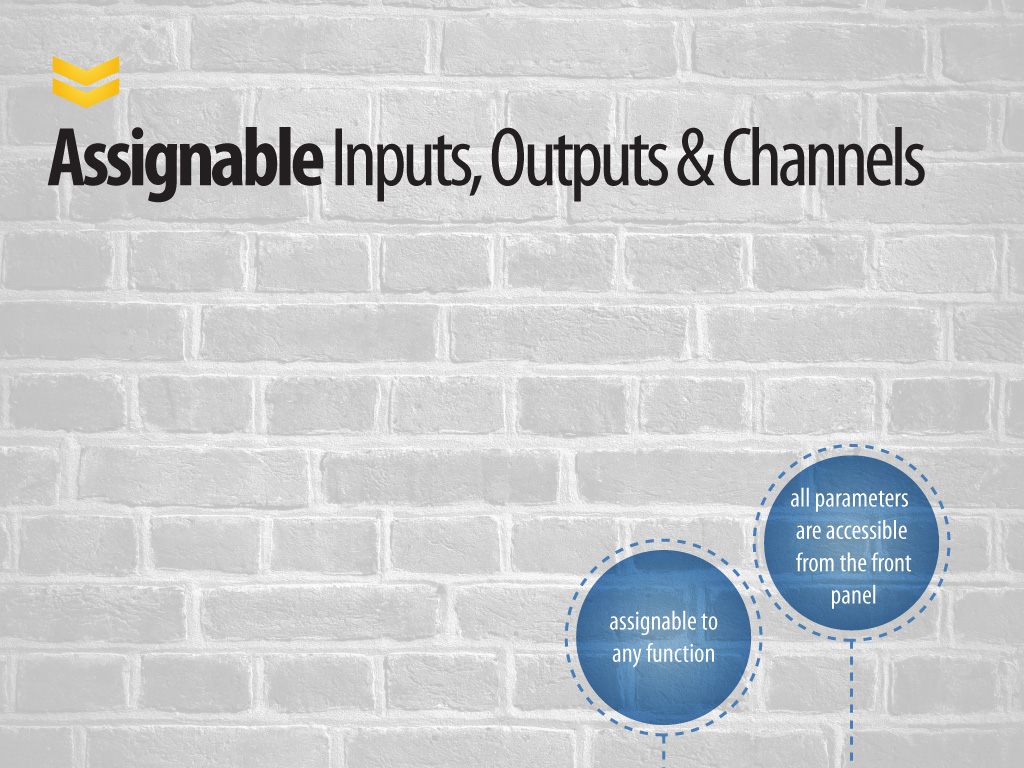 Assignable Inputs, Outputs & Channels
all parameters
are accessible
from the front
panel
assignable to
any function